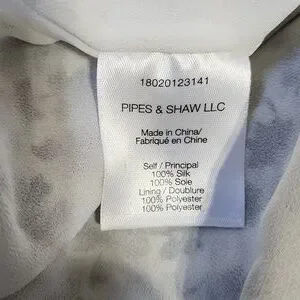 18020123141
PIPES & SHAW LLC
Made in China/
Fabriqué en Chine
Self / Principal
100% Silk
100% Soie
Lining / Doublure
100% Polyester
100% Polyester